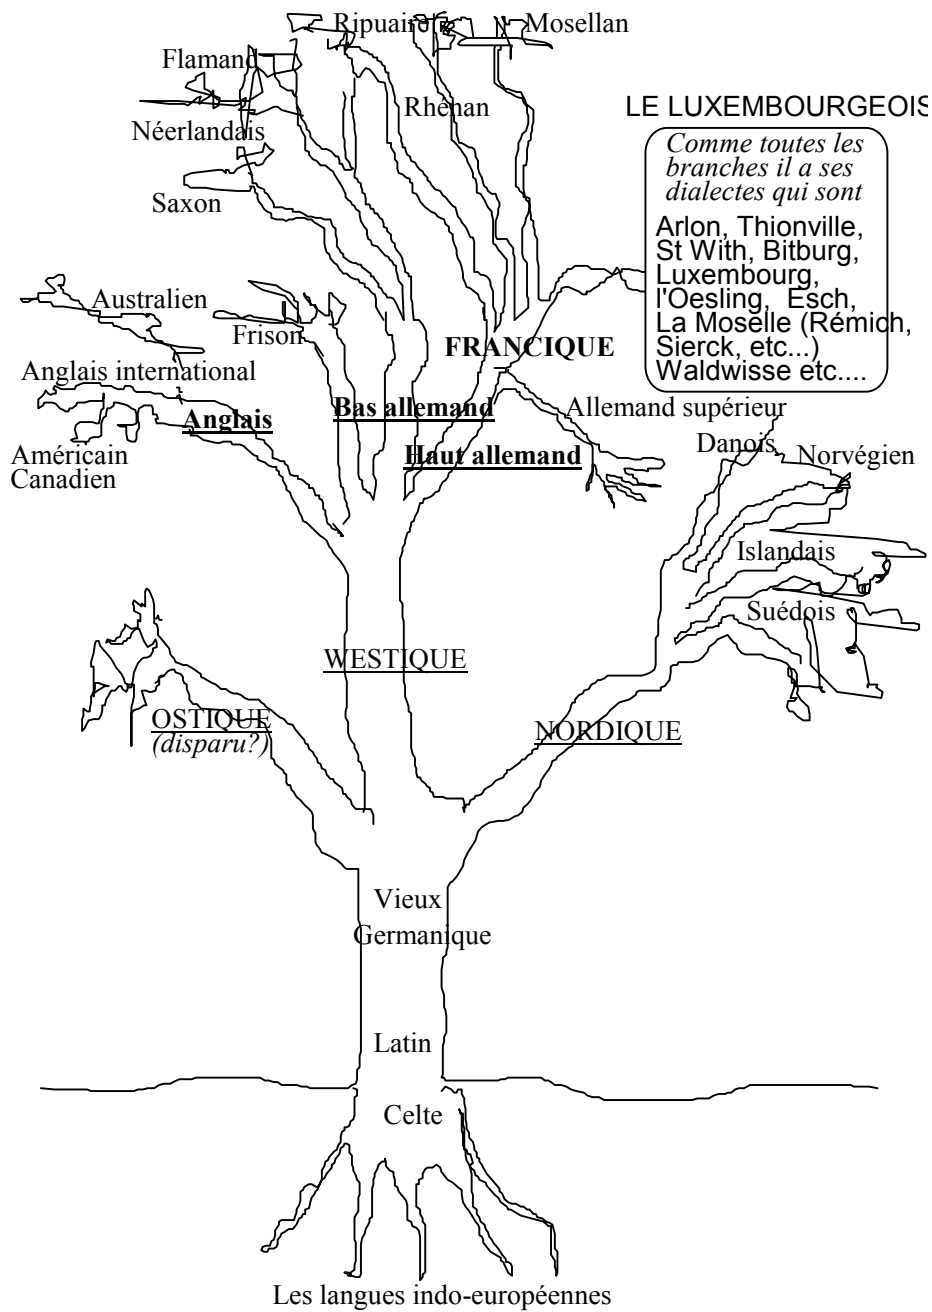 Ripuaire
Mosellan
Flamand
Rhénan
Néerlandais
LE LUXEMBOURGEOIS
Comme toutes les
branches il a ses
dialectes qui sont
Arlon, Thionville,
St With, Bitburg,
Luxembourg,
l'Oesling, Esch,
La Moselle (Rémich,
Sierck, etc...)
Waldwisse etc....
Saxon
Australien
Frison
FRANCIQUE
Anglais international
Anglais
Bas allemand
Allemand supérieur
Américain
Canadien
Haut allemand
Danois
Norvégien
Islandais
Suédois
WESTIQUE
OSTIQUE
(disparu?)
NORDIQUE
Vieux
Germanique
Latin
Celte
Les langues indo-européennes